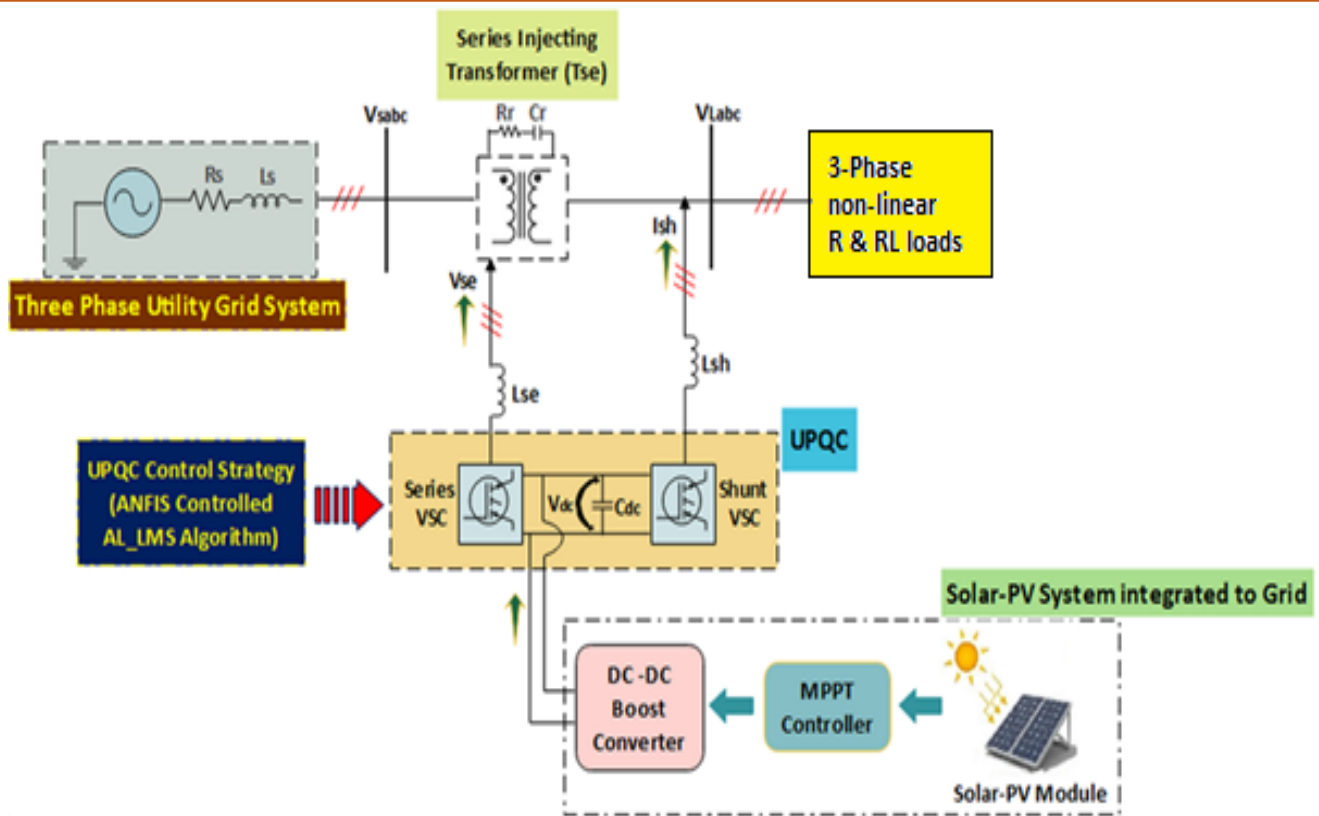 Series Injecting
Transformer (Tse)
Rr Cr
Vsabc
VLabc
Rs Ls
3-Phase
non-linear
R & RL loads
Ish
Vse
Three Phase Utility Grid System
Lsh
Lse
UPQC
UPQC Control Strategy
(ANFIS Controlled
AL_LMS Algorithm)
Series
VSC
Vdc
Cdc
Shunt
VSC
Solar-PV System integrated to Grid
DC -DC
Boost
Converter
MPPT
Controller
Solar-PV Module